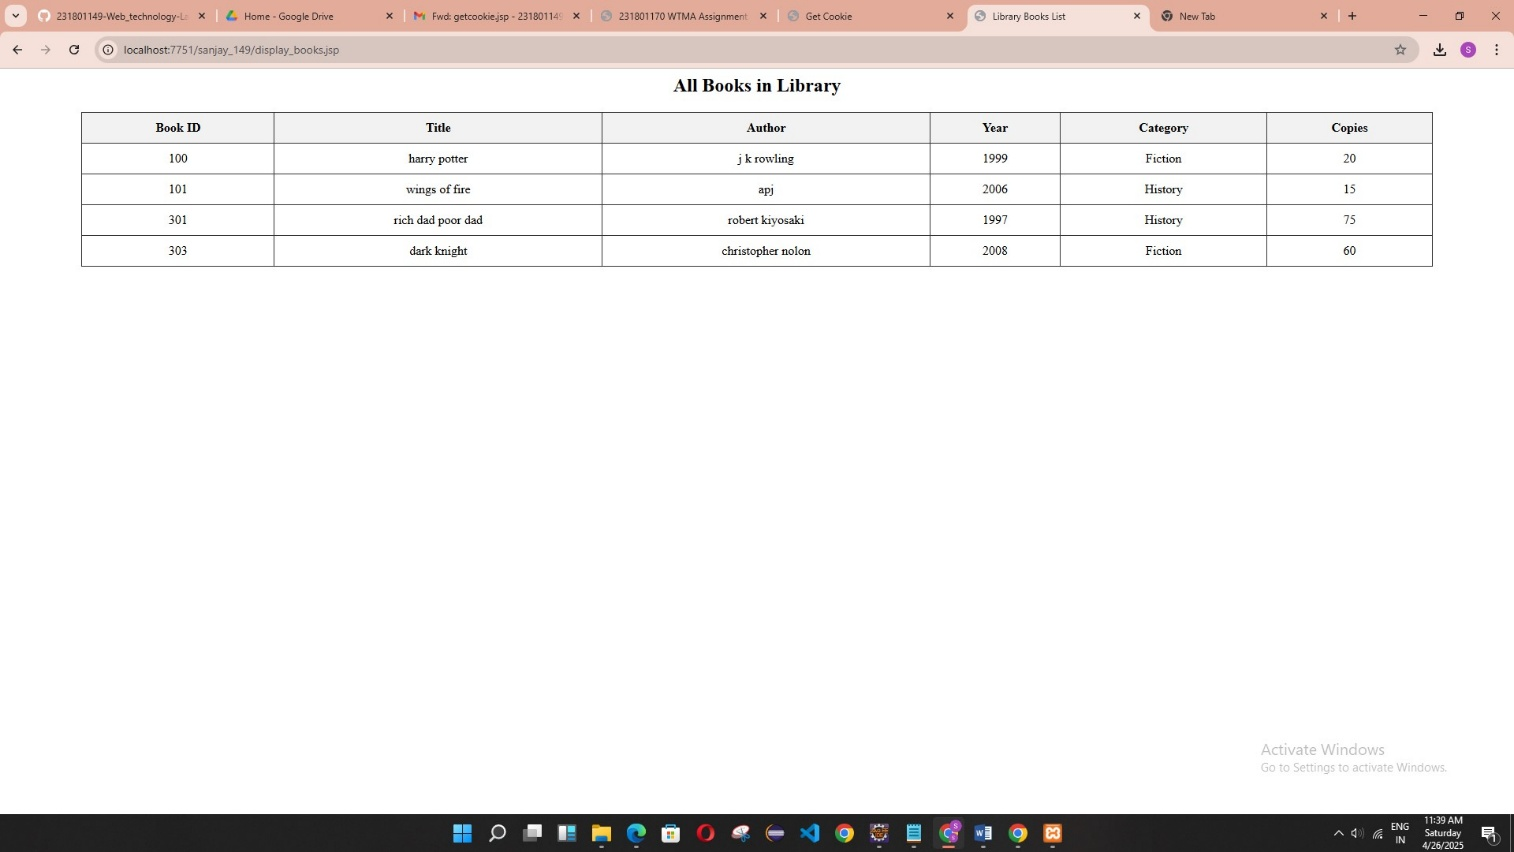 231801149-Web_technology-La
Home - Google Drive
Fwd: getcookie.jsp - 231801149
231801170 WTMA Assignment
Get Cookie
Library Books List
New Tab
localhost:7751/sanjay_149/display_books.jsp
S
All Books in Library
Book ID Title Author Year Category Copies
100 harry potter j k rowling 1999 Fiction 20
101 wings of fire apj 2006 History 15
301 rich dad poor dad robert kiyosaki 1997 History 75
303 dark knight christopher nolon 2008 Fiction 60
Activate Windows
Go to Settings to activate Windows.
ENG
IN
11:39 AM
Saturday
4/26/2025
1